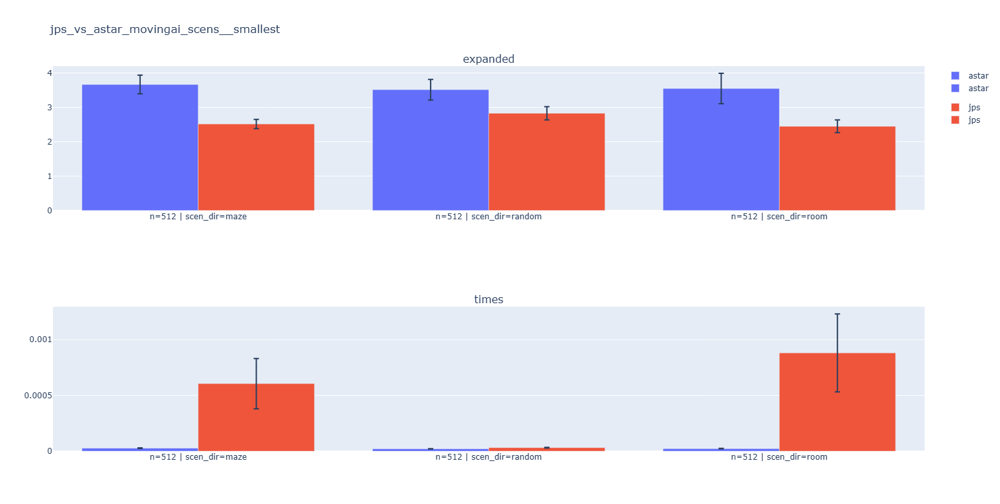 jps_vs_astar_movingai_scens__smallest
expanded
4
3
2
1
0
n=512 | scen_dir=maze
n=512 | scen_dir=random
n=512 | scen_dir=room
astar
astar
jps
jps
times
0.001
0.0005
0
n=512 | scen_dir=maze
n=512 | scen_dir=random
n=512 | scen_dir=room